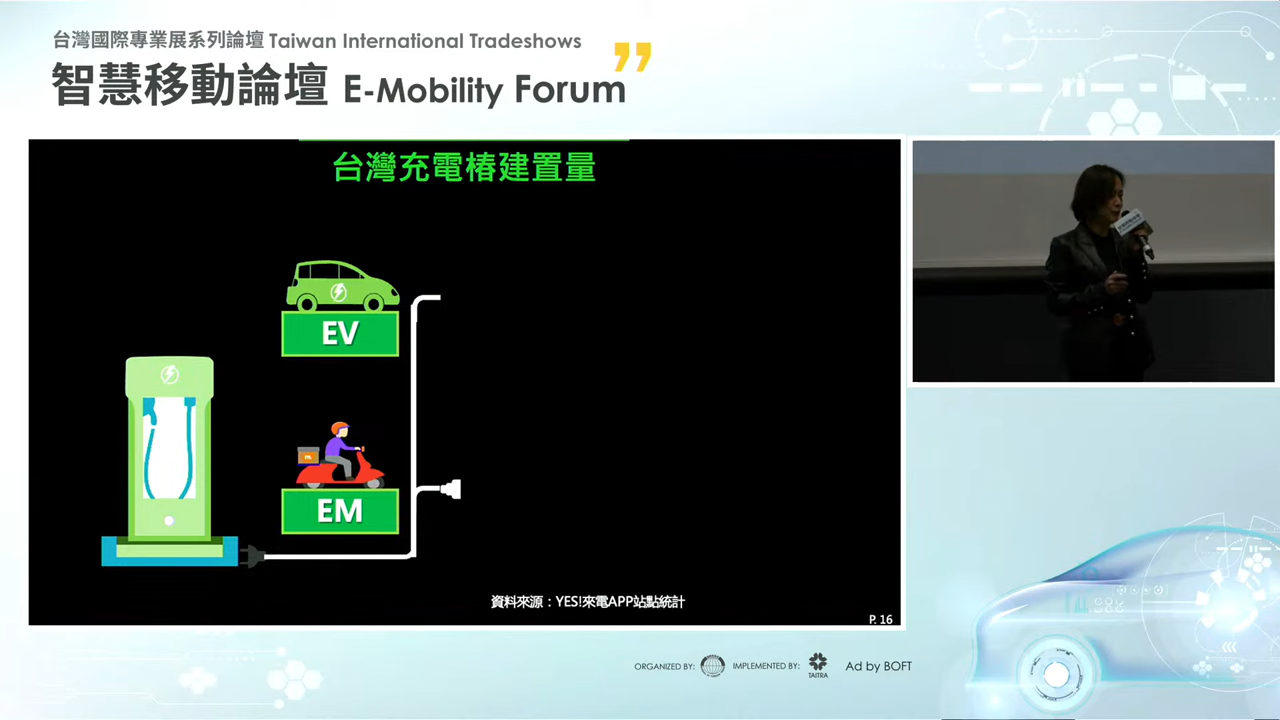 台灣國際專業展系列論壇 Taiwan International Tradeshows
智慧移動論壇 E-Mobility Forum
台灣充電樁建置量
EV
EM
資料來源：YES!來電APP站點統計
P. 16
ORGANIZED BY:
IMPLEMENTED BY:
TAITRA
Ad by BOFT